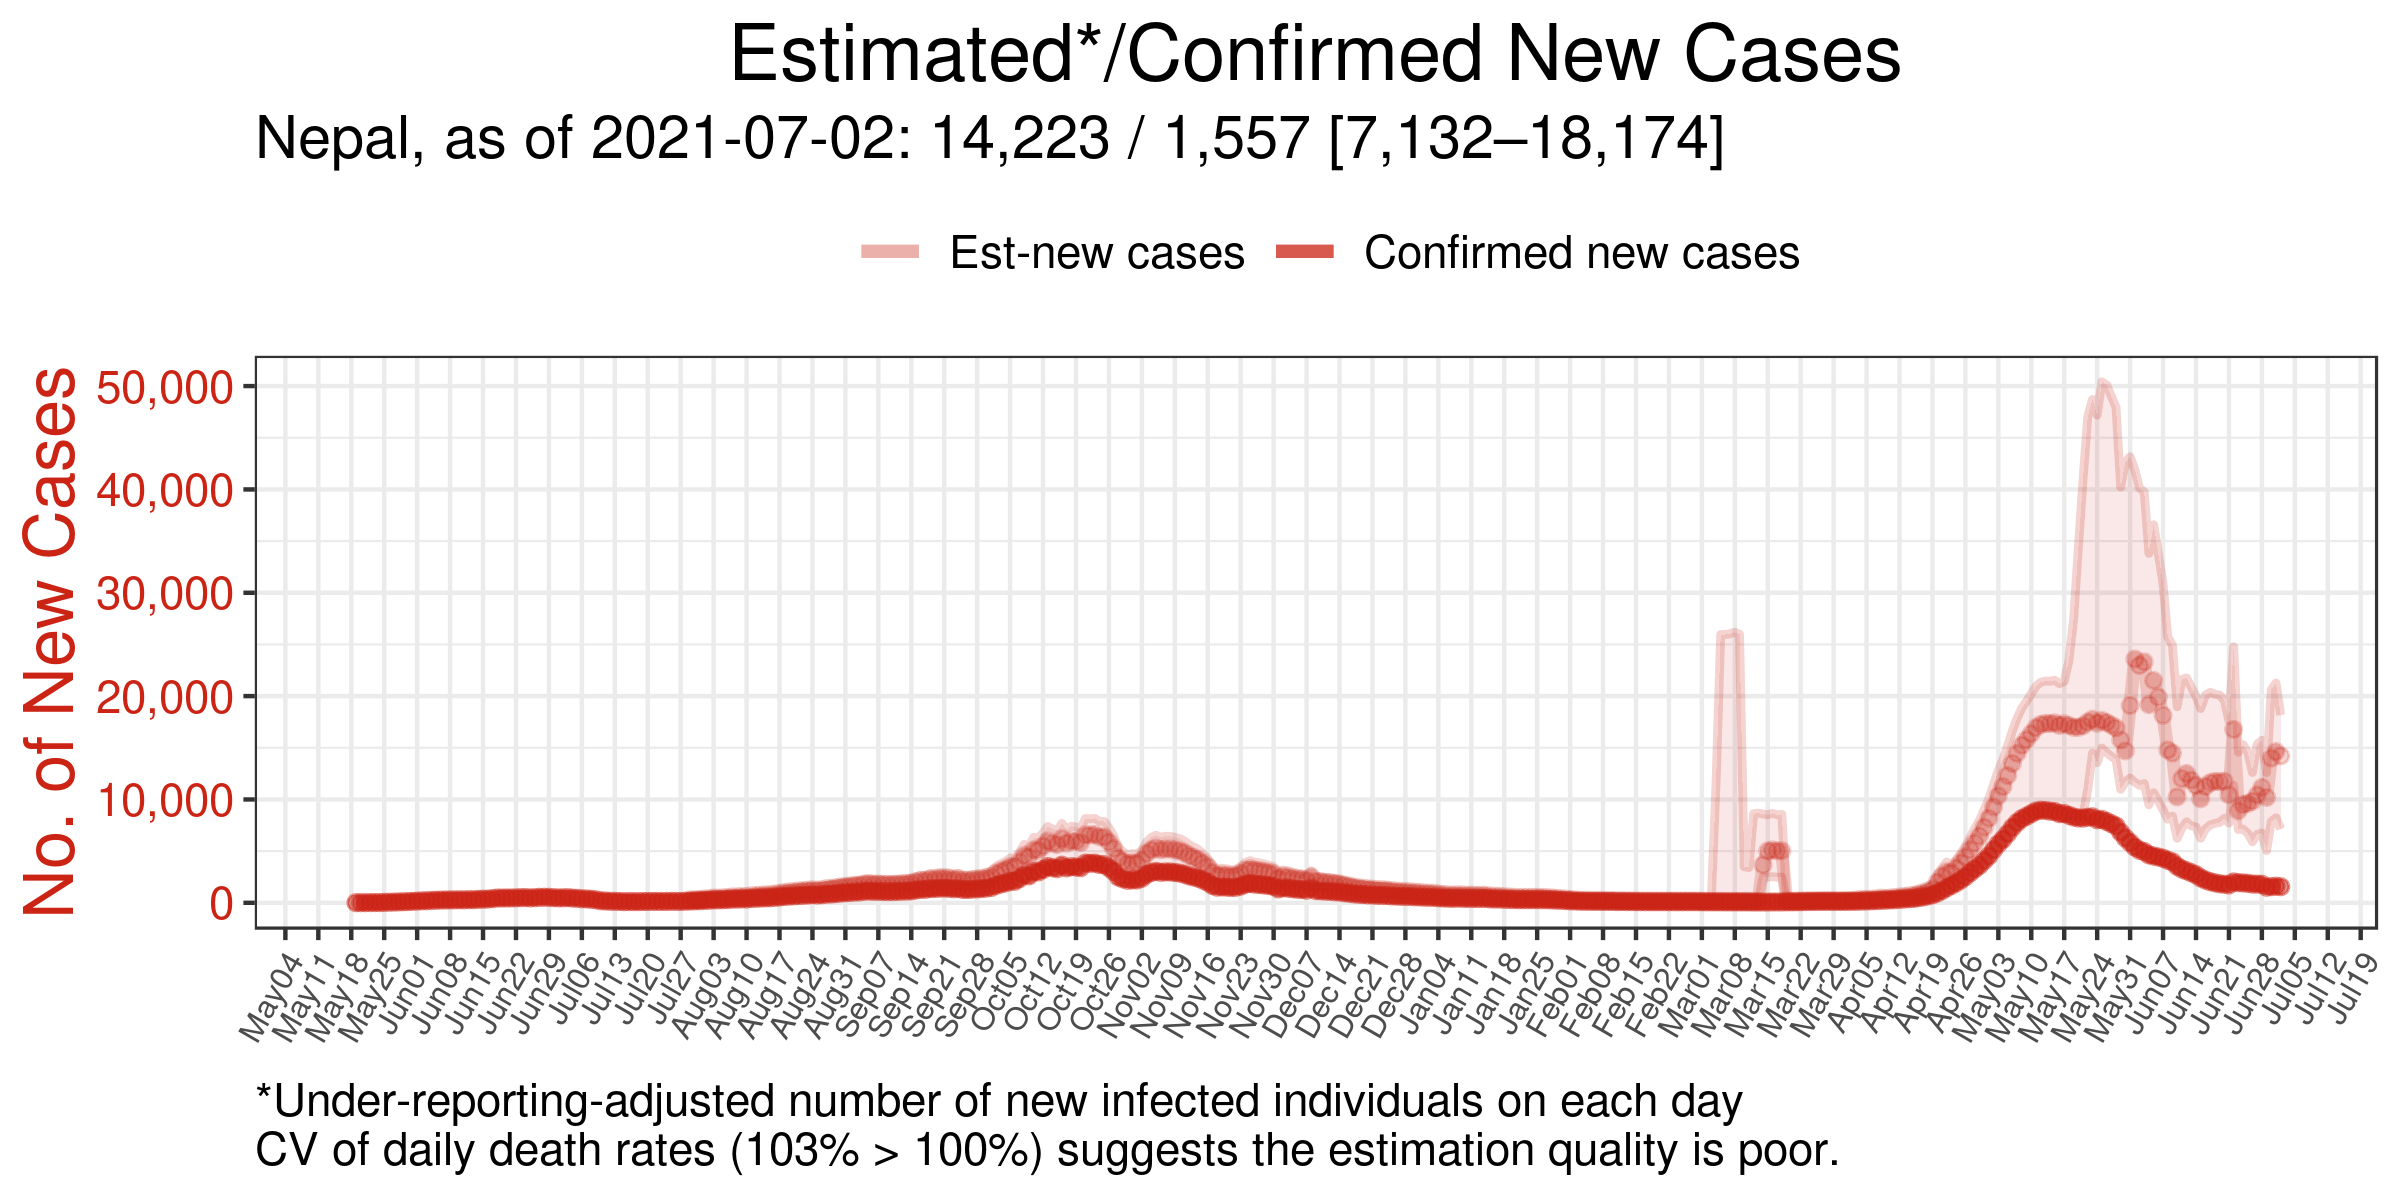 Estimated*/Confirmed New Cases
Nepal, as of 2021-07-02: 14,223 / 1,557 [7,132–18,174]
Est-new cases
Confirmed new cases
No. of New Cases
50,000
40,000
30,000
20,000
10,000
0
May04
May11
May18
May25
Jun01
Jun08
Jun15
Jun22
Jun29
Jul06
Jul13
Jul20
Jul27
Aug03
Aug10
Aug17
Aug24
Aug31
Sep07
Sep14
Sep21
Sep28
Oct05
Oct12
Oct19
Oct26
Nov02
Nov09
Nov16
Nov23
Nov30
Dec07
Dec14
Dec21
Dec28
Jan04
Jan11
Jan18
Jan25
Feb01
Feb08
Feb15
Feb22
Mar01
Mar08
Mar15
Mar22
Mar29
Apr05
Apr12
Apr19
Apr26
May03
May10
May17
May24
May31
Jun07
Jun14
Jun21
Jun28
Jul05
Jul12
Jul19
*Under-reporting-adjusted number of new infected individuals on each day
CV of daily death rates (103% > 100%) suggests the estimation quality is poor.